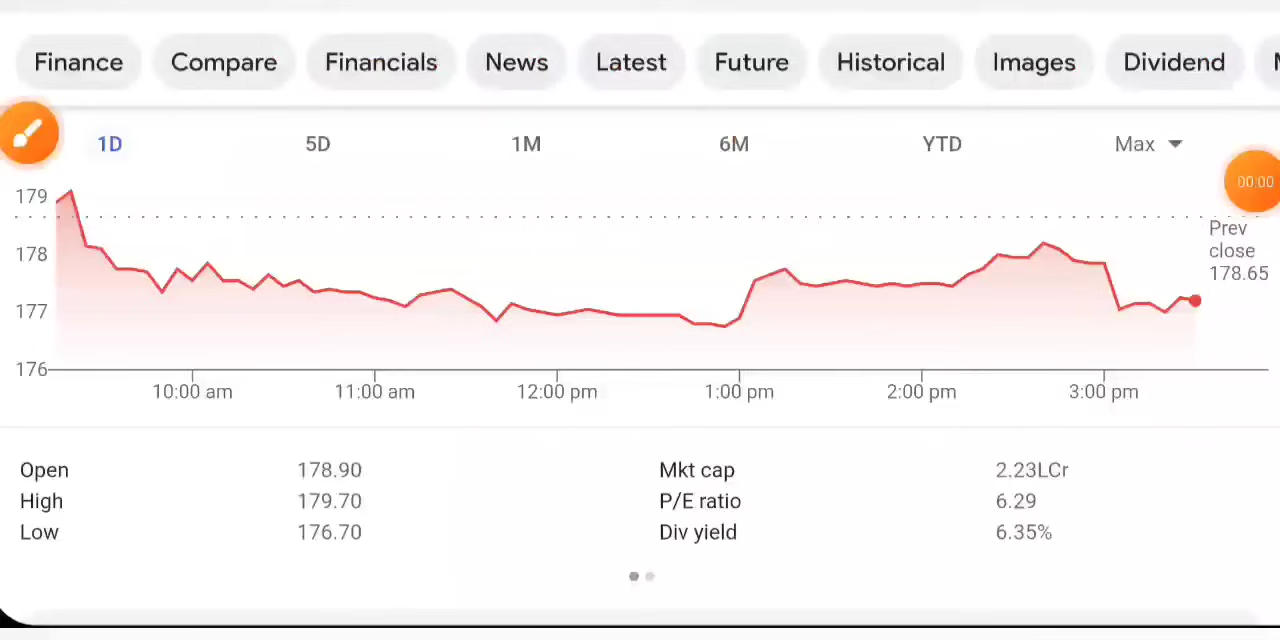 Finance Compare Financials News Latest Future Historical Images Dividend
1D 5D 1M 6M YTD Max
00:00
179
178
177
176
Prev
close
178.65
10:00 am 11:00 am 12:00 pm 1:00 pm 2:00 pm 3:00 pm
Open 178.90 Mkt cap 2.23LCr
High 179.70 P/E ratio 6.29
Low 176.70 Div yield 6.35%